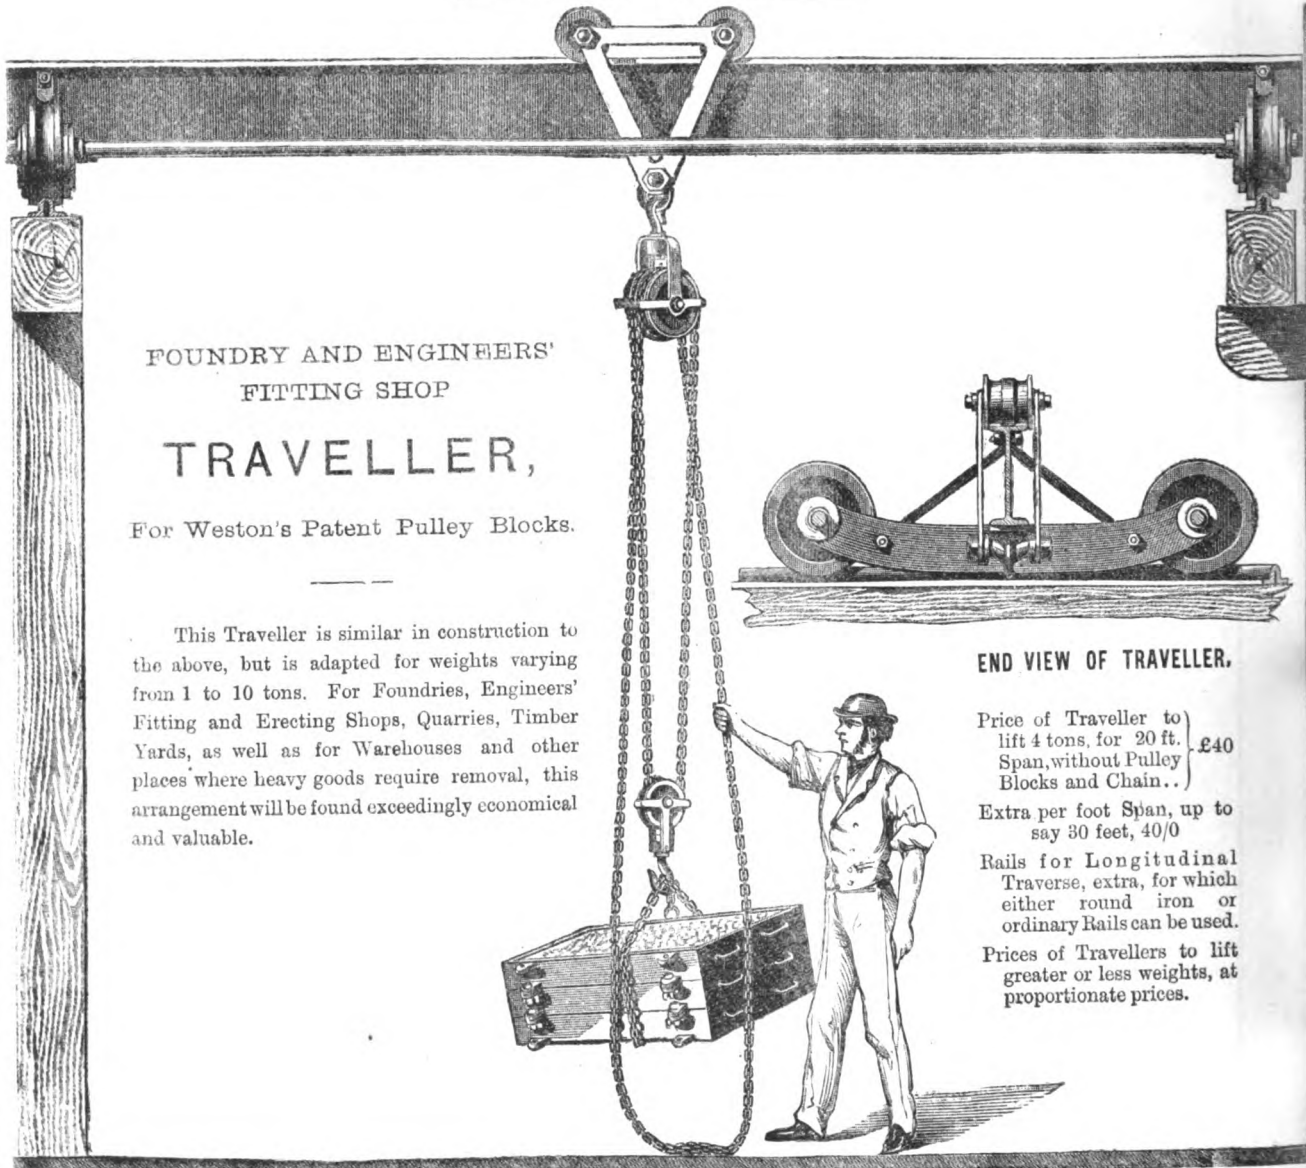 FOUNDRY AND ENGINEERS'
FITTING SHOP
TRAVELLER,
For Weston's Patent Pulley Blocks.
This Traveller is similar in construction to
the above, but is adapted for weights varying
from 1 to 10 tons. For Foundries, Engineers'
Fitting and Erecting Shops, Quarries, Timber
Yards, as well as for Warehouses and other
places where heavy goods require removal, this
arrangement will be found exceedingly economical
and valuable.
END VIEW OF TRAVELLER.
Price of Traveller to
lift 4 tons, for 20 ft.
Span, without Pulley
Blocks and Chain..
£40
Extra per foot Span, up to
say 30 feet, 40/0
Rails for Longitudinal
Traverse, extra, for which
either round iron or
ordinary Rails can be used.
Prices of Travellers to lift
greater or less weights, at
proportionate prices.